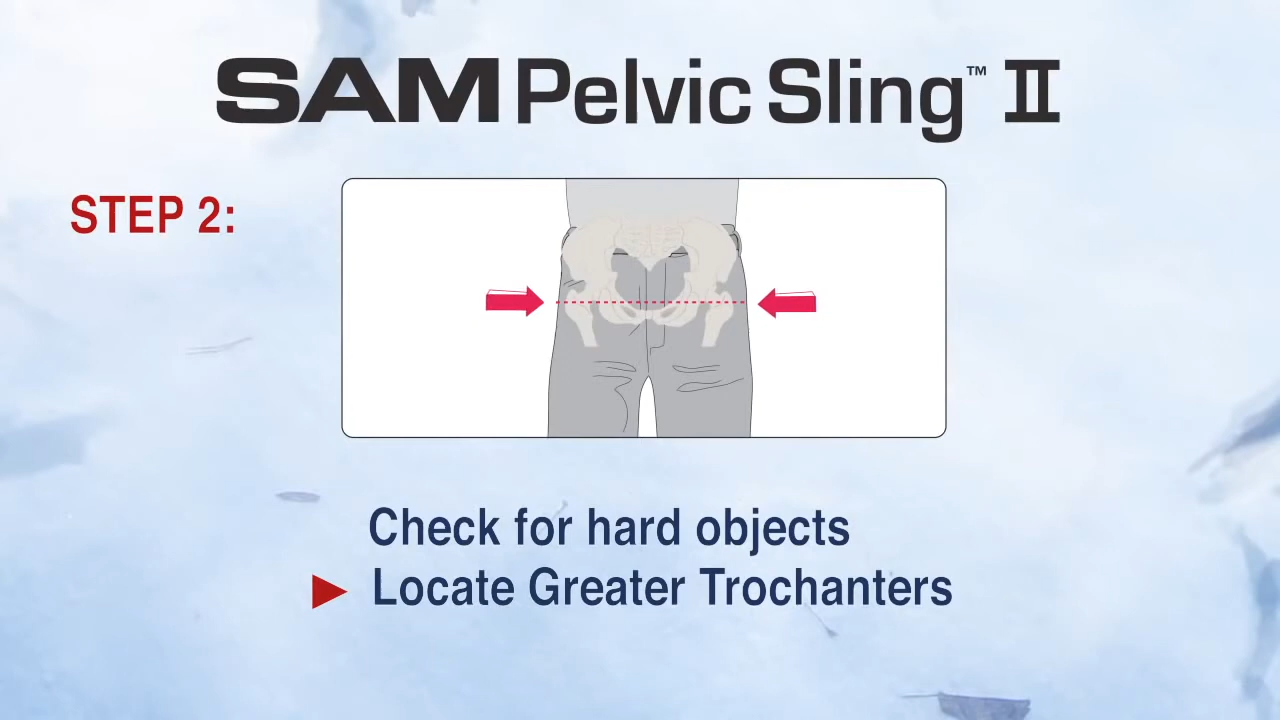 SAM Pelvic Sling™ II
STEP 2:
Check for hard objects
► Locate Greater Trochanters